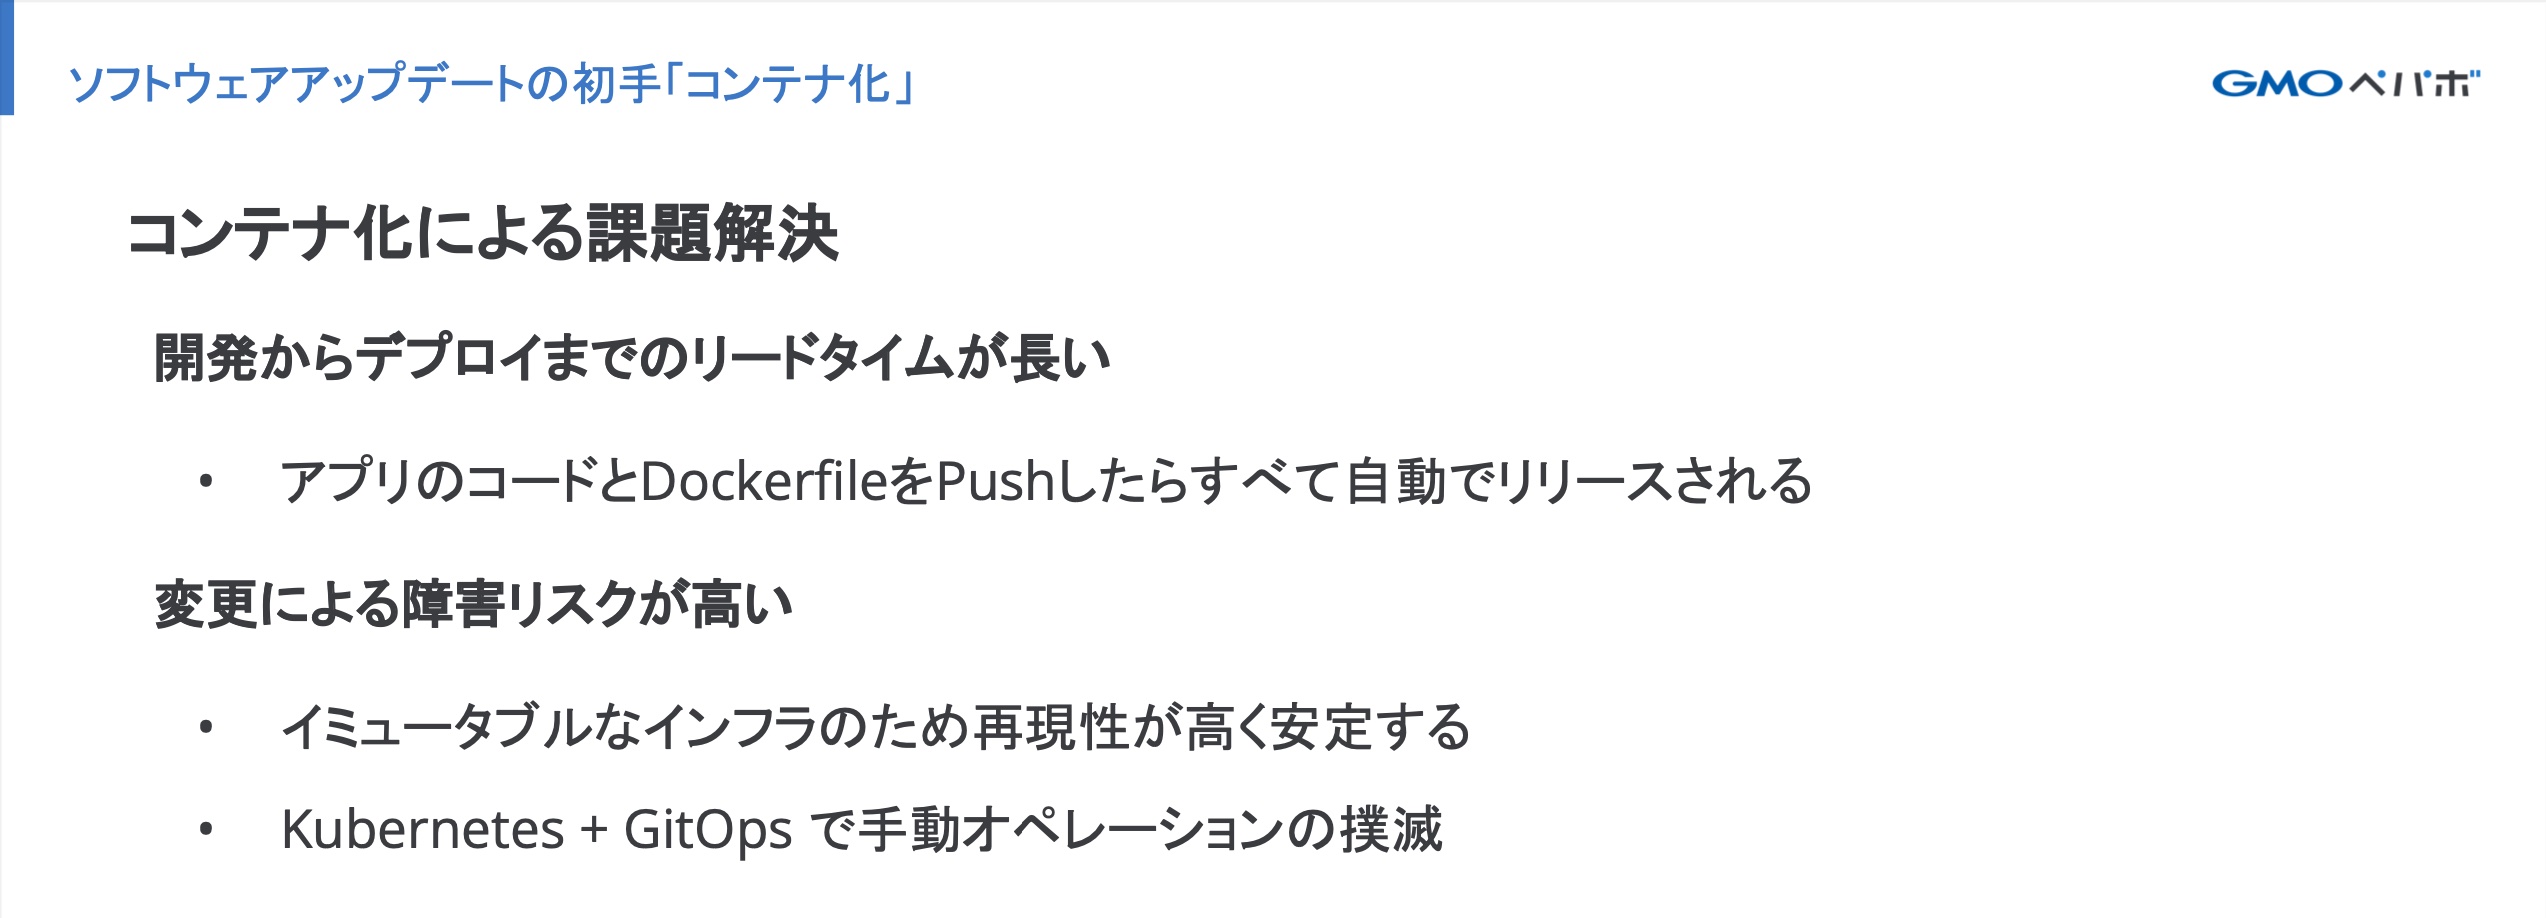 ソフトウェアアップデートの初手「コンテナ化」
GMOペパボ
コンテナ化による課題解決
開発からデプロイまでのリードタイムが長い
• アプリのコードとDockerfileをPushしたらすべて自動でリリースされる
変更による障害リスクが高い
• イミュータブルなインフラのため再現性が高く安定する
• Kubernetes + GitOps で手動オペレーションの撲滅